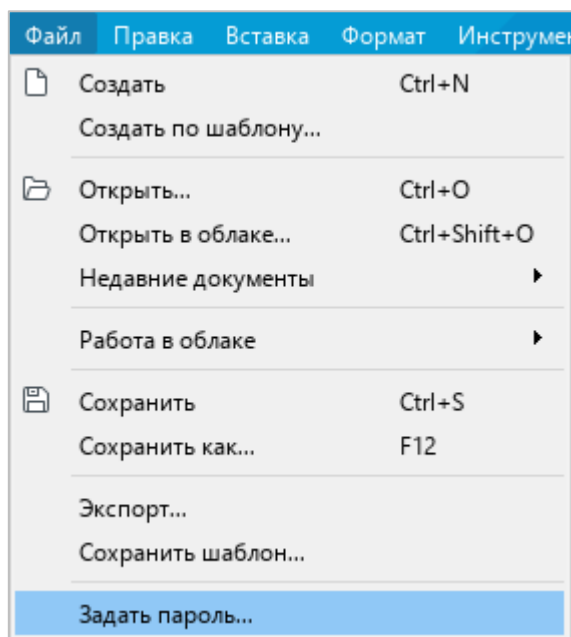 Файл Правка Вставка Формат Инструме
Создать Ctrl+N
Создать по шаблону...
Открыть... Ctrl+O
Открыть в облаке... Ctrl+Shift+O
Недавние документы
Работа в облаке
Сохранить Ctrl+S
Сохранить как... F12
Экспорт...
Сохранить шаблон...
Задать пароль...